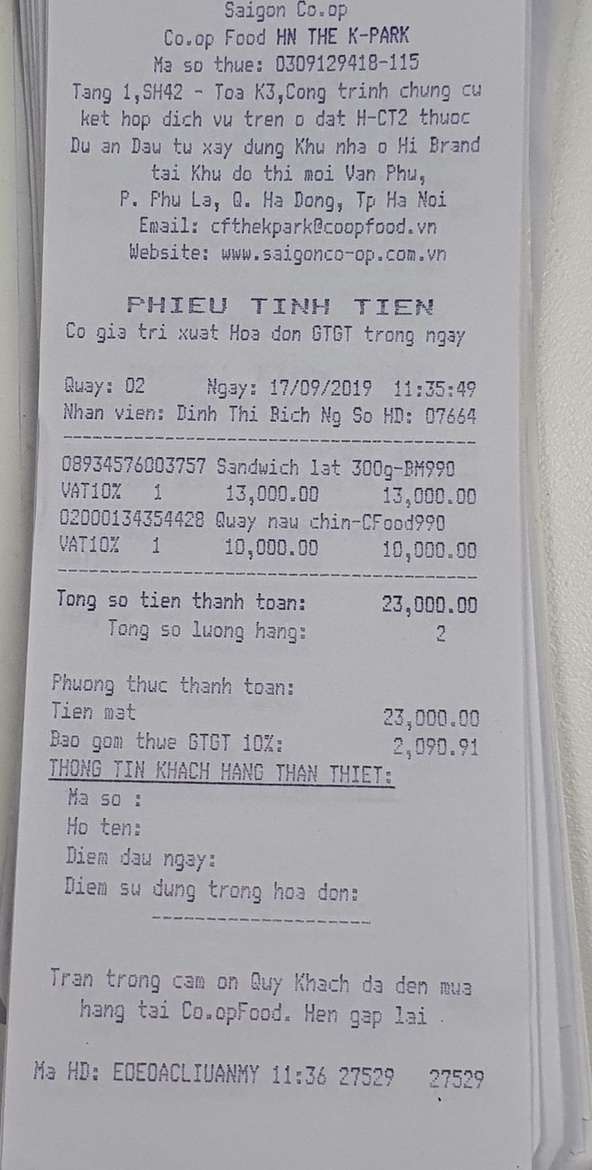 Saigon Co.op
Co.op Food HN THE K-PARK
Ma so thue: 0309129418-115
Tang 1,SH42 - Toa K3,Cong trinh chung cu
ket hop dich vu tren o dat H-CT2 thuoc
Du an Dau tu xay dung Khu nha o Hi Brand
tai Khu do thi moi Van Phu,
P. Phu La, Q. Ha Dong, Tp Ha Noi
Email: cfthekpark@coopfood.vn
Website: www.saigonco-op.com.vn
PHIEU TINH TIEN
Co gia tri xuat Hoa don GTGT trong ngay
Quay: 02 Ngay: 17/09/2019 11:35:49
Nhan vien: Dinh Thi Bich Ng So HD: 07664
08934576003757 Sandwich lat 300g-BM990
VAT10% 1 13,000.00 13,000.00
02000134354428 Quay nau chin-CFood990
VAT10% 1 10,000.00 10,000.00
Tong so tien thanh toan: 23,000.00
Tong so luong hang: 2
Phuong thuc thanh toan:
Tien mat 23,000.00
Bao gom thue GTGT 10%: 2,090.91
THONG TIN KHACH HANG THAN THIET:
Ma so :
Ho ten:
Diem dau ngay:
Diem su dung trong hoa don:
Tran trong cam on Quy Khach da den mua
hang tai Co.opFood. Hen gap lai .
Ma HD: EOEOACLIUANMY 11:36 27529 27529